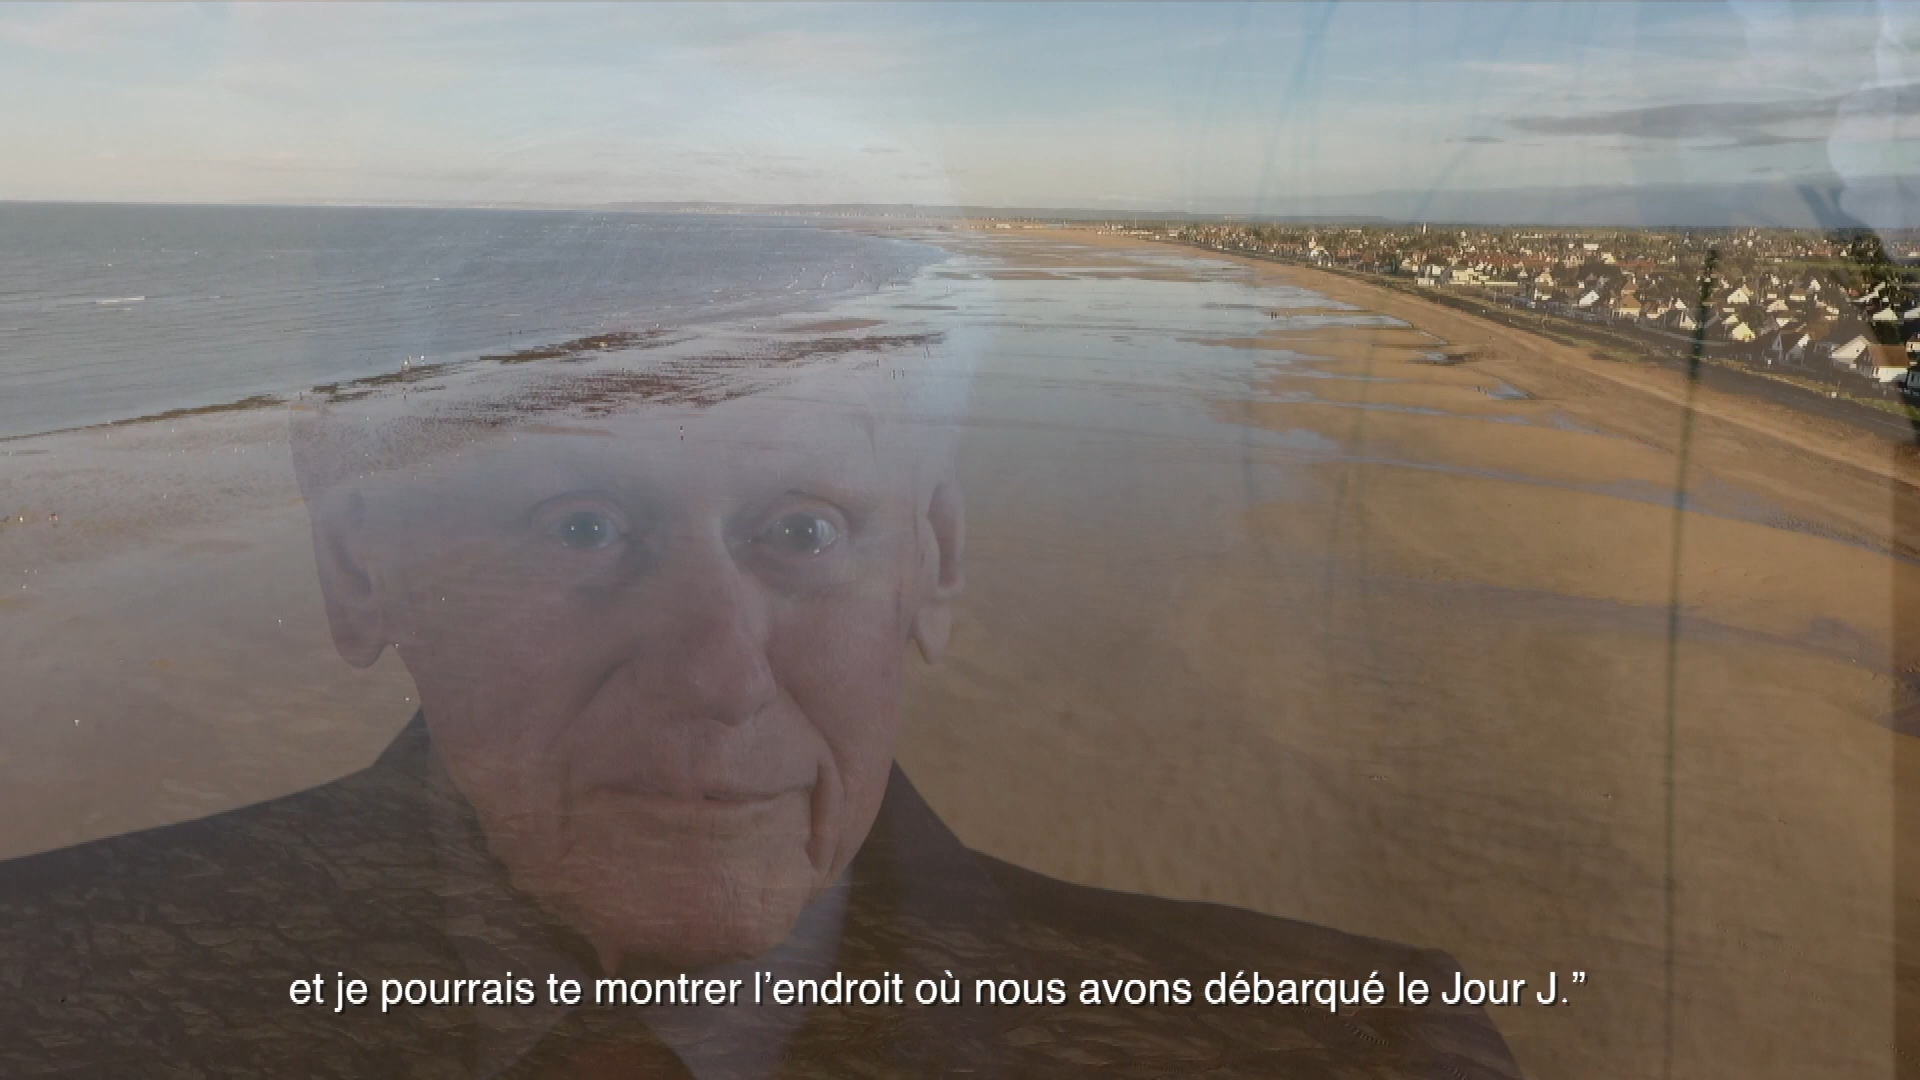 et je pourrais te montrer l’endroit où nous avons débarqué le Jour J.”